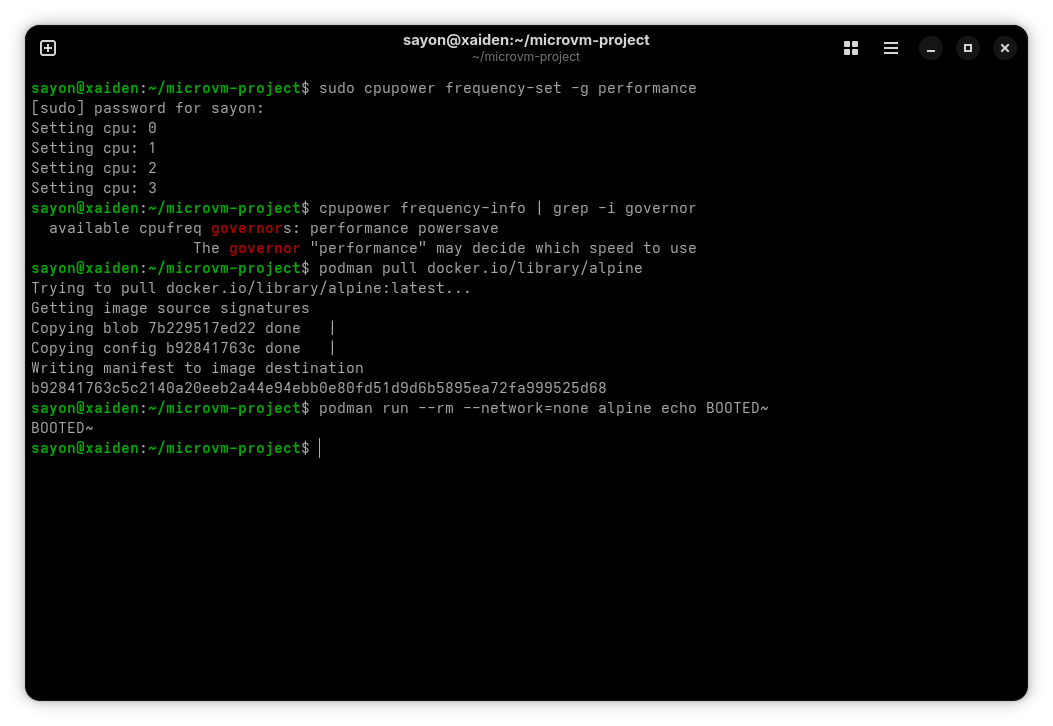 sayon@xaiden:~/microvm-project
~/microvm-project
sayon@xaiden:~/microvm-project$ sudo cpupower frequency-set -g performance
[sudo] password for sayon:
Setting cpu: 0
Setting cpu: 1
Setting cpu: 2
Setting cpu: 3
sayon@xaiden:~/microvm-project$ cpupower frequency-info | grep -i governor
  available cpufreq governors: performance powersave
                  The governor "performance" may decide which speed to use
sayon@xaiden:~/microvm-project$ podman pull docker.io/library/alpine
Trying to pull docker.io/library/alpine:latest...
Getting image source signatures
Copying blob 7b229517ed22 done   |
Copying config b92841763c done   |
Writing manifest to image destination
b92841763c5c2140a20eeb2a44e94ebb0e80fd51d9d6b5895ea72fa999525d68
sayon@xaiden:~/microvm-project$ podman run --rm --network=none alpine echo BOOTED~
BOOTED~
sayon@xaiden:~/microvm-project$